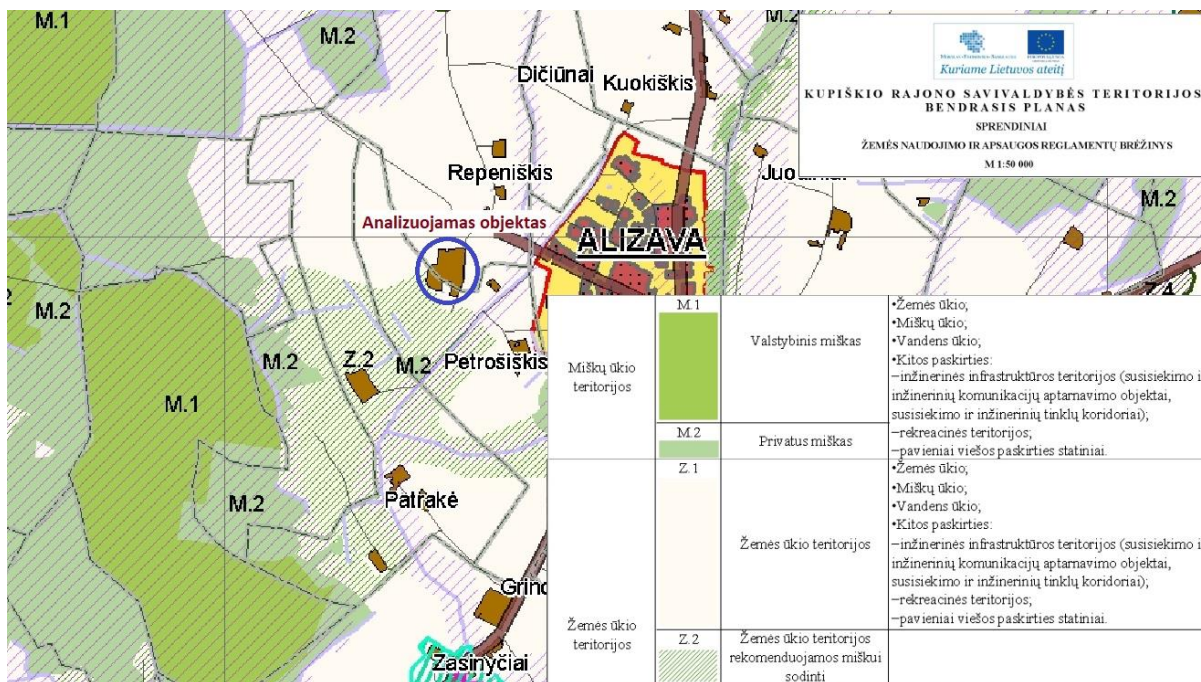 M.1
M.2
M.2
Dičiūnai
Kuokiškis
Kuriame Lietuvos ateitį
KUPIŠKIO RAJONO SAVIVALDYBĖS TERITORIJOS
BENDRASIS PLANAS
SPRENDINIAI
ŽEMĖS NAUDOJIMO IR APSAUGOS REGLAMENTŲ BRĖŽINYS
M 1:50 000
Repeniškis
M.2
Analizuojamas objektas
ALIZAVA
M.2
M.2
Z.2
M.2
Petrošiškis
M.1
M.2
Patrakė
Zasinyčiai
Miškų ūkio
teritorijos
M.1
Valstybinis miškas
•Žemės ūkio;
•Miškų ūkio;
•Vandens ūkio;
•Kitos paskirties:
–inžinerinės infrastruktūros teritorijos (susisiekimo i
inžinerinių komunikacijų aptarnavimo objektai,
susisiekimo ir inžinerinių tinklų koridoriai);
–rekreacinės teritorijos;
–pavieniai viešos paskirties statiniai.
M.2
Privatus miškas
Žemės ūkio
teritorijos
Z.1
Žemės ūkio teritorijos
•Žemės ūkio;
•Miškų ūkio;
•Vandens ūkio;
•Kitos paskirties:
–inžinerinės infrastruktūros teritorijos (susisiekimo i
inžinerinių komunikacijų aptarnavimo objektai,
susisiekimo ir inžinerinių tinklų koridoriai);
–rekreacinės teritorijos;
–pavieniai viešos paskirties statiniai.
Z.2
Žemės ūkio teritorijos
rekomenduojamos miškui
sodinti